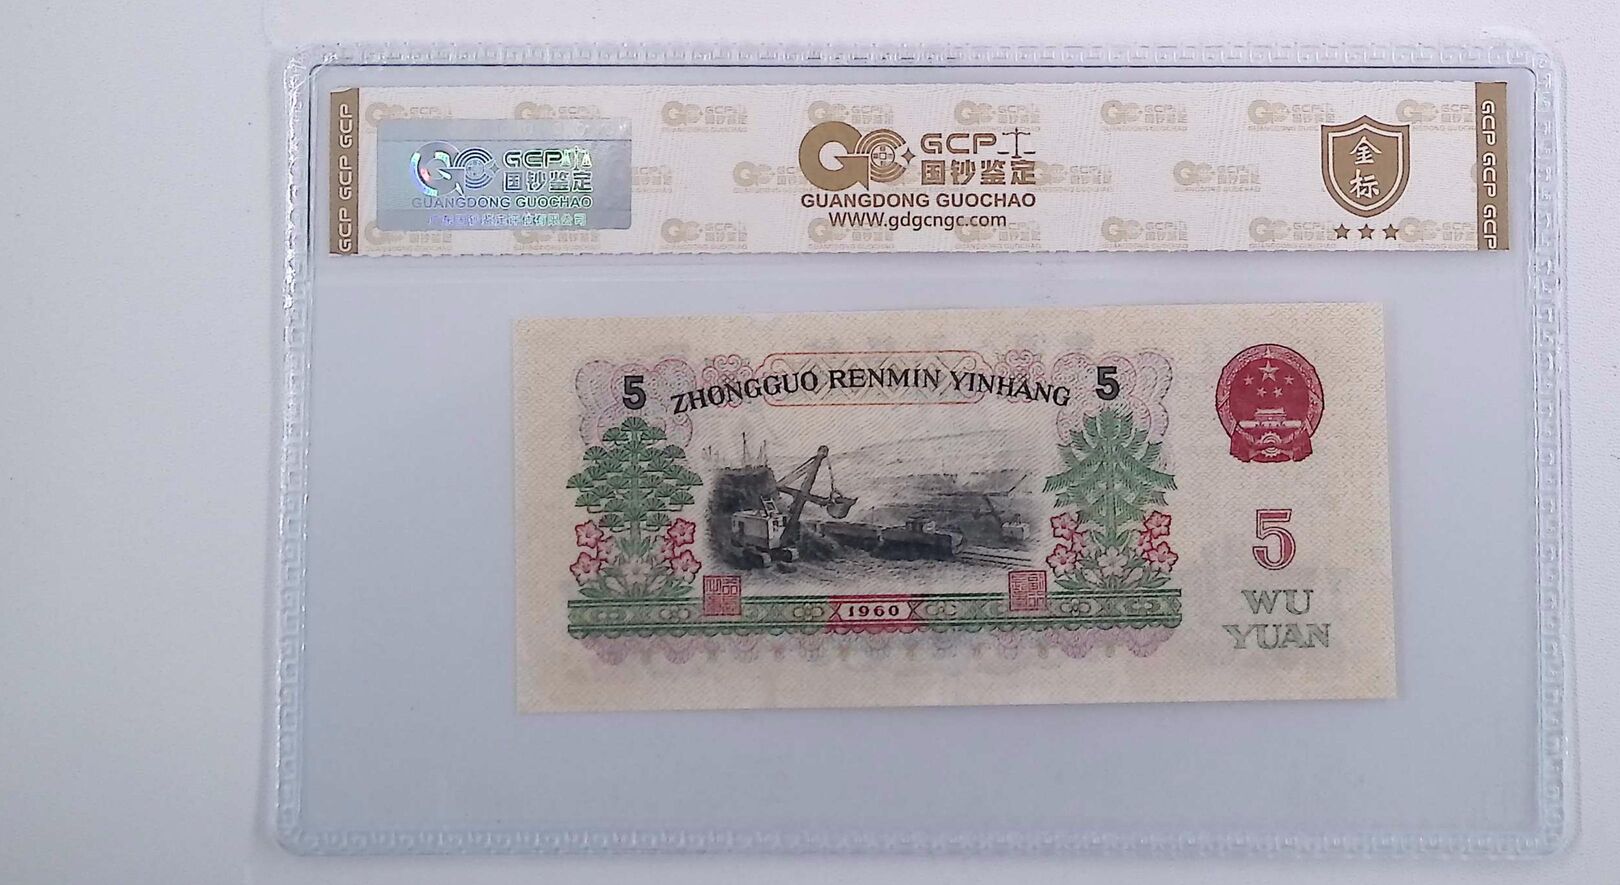 GCP GCP GCP
GCP
国钞鉴定
GUANGDONG GUOCHAO
GCP
国钞鉴定
GUANGDONG GUOCHAO
WWW.gdgcngc.com
金标
GCP GCP GCP
5 ZHONGGUO RENMIN YINHANG 5
1960
5
WU
YUAN